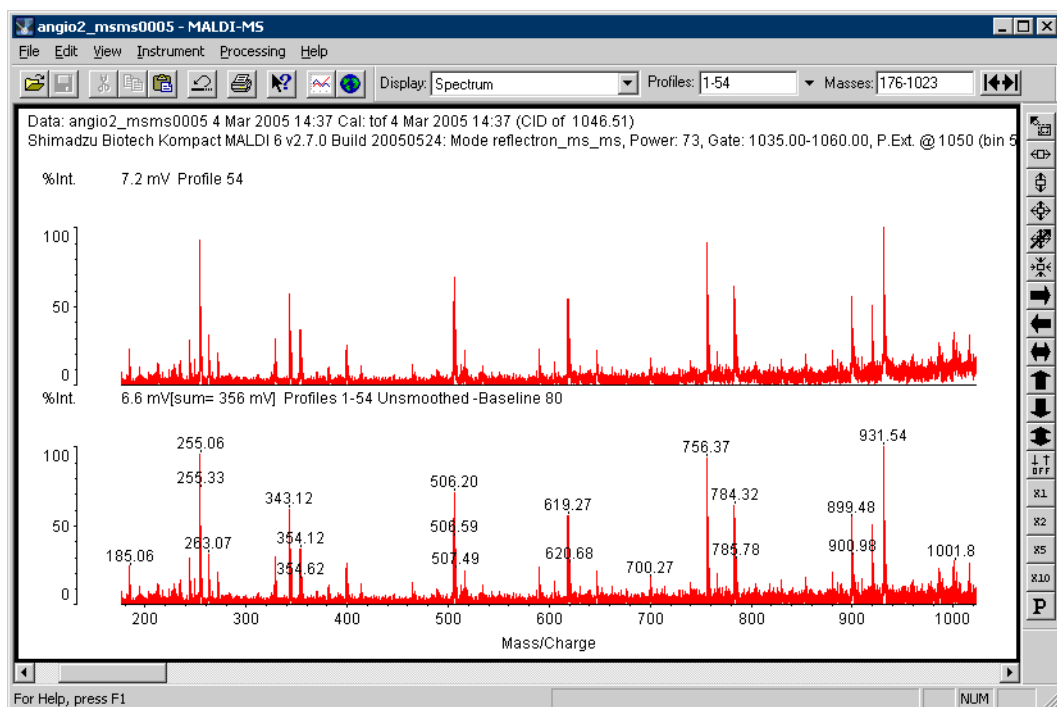 angio2_msms0005 - MALDI-MS
File Edit View Instrument Processing Help
Display: Spectrum Profiles: 1-54 Masses: 176-1023
Data: angio2_msms0005 4 Mar 2005 14:37 Cal: tof 4 Mar 2005 14:37 (CID of 1046.51)
Shimadzu Biotech Kompact MALDI 6 v2.7.0 Build 20050524: Mode reflectron_ms_ms, Power: 73, Gate: 1035.00-1060.00, P.Ext. @ 1050 (bin 5
%Int. 7.2 mV Profile 54
100
50
0
%Int. 6.6 mV[sum= 356 mV] Profiles 1-54 Unsmoothed -Baseline 80
100
50
0
255.06
255.33
185.06
263.07
343.12
354.12
354.62
506.20
506.59
507.49
619.27
620.68
700.27
756.37
784.32
785.78
899.48
900.98
931.54
1001.8
200 300 400 500 600 700 800 900 1000
Mass/Charge
↓↑
OFF
X1
X2
X5
X10
P
For Help, press F1
NUM